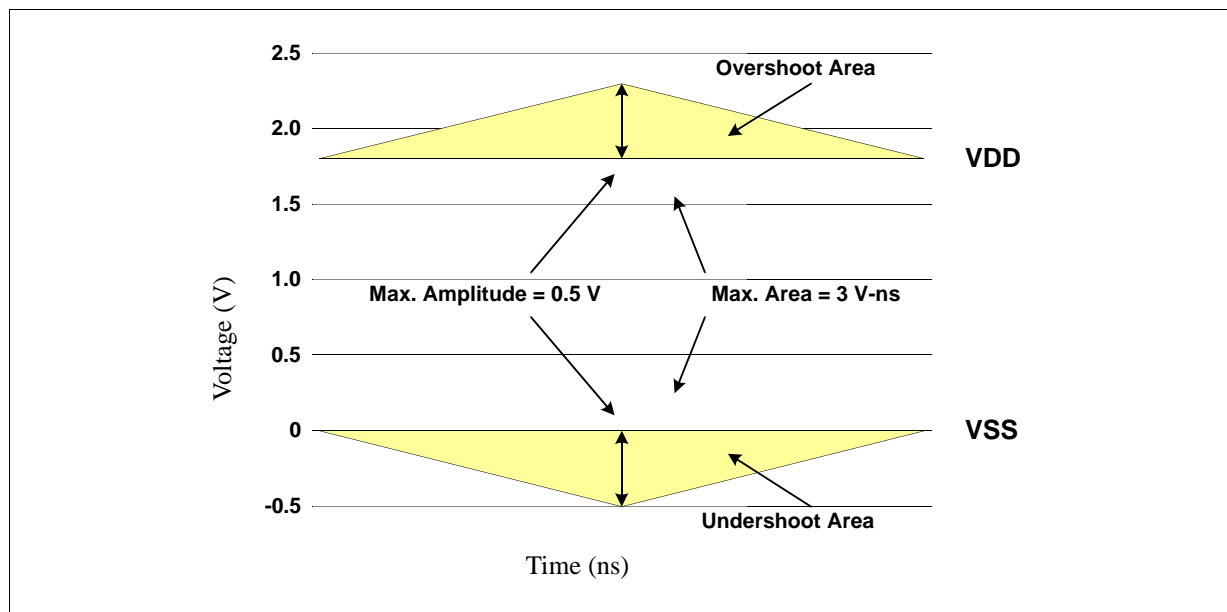 2.5
Overshoot Area
2.0
VDD
1.5
1.0
Max. Amplitude = 0.5 V
Max. Area = 3 V-ns
Voltage (V)
0.5
0
VSS
-0.5
Undershoot Area
Time (ns)